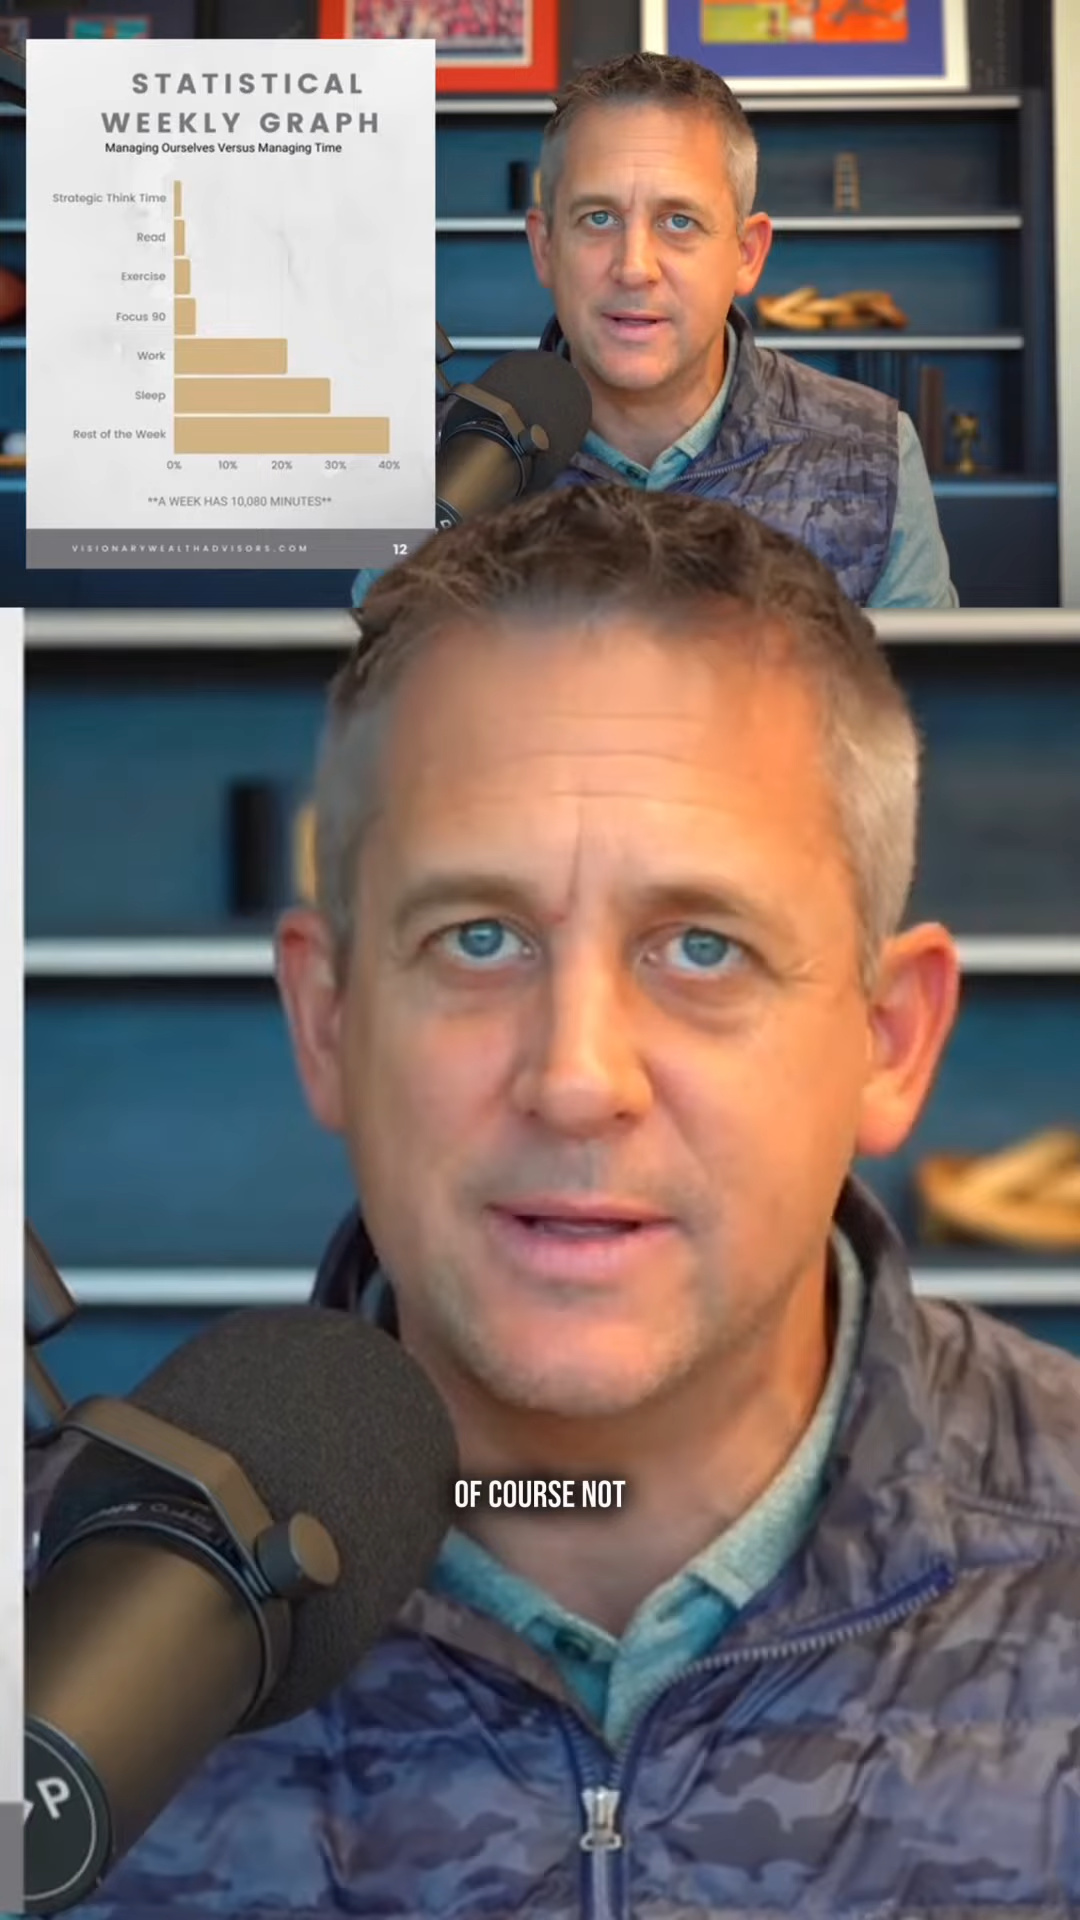 STATISTICAL
WEEKLY GRAPH
Managing Ourselves Versus Managing Time
Strategic Think Time
Read
Exercise
Focus 90
Work
Sleep
Rest of the Week
0% 10% 20% 30% 40%
**A WEEK HAS 10,080 MINUTES**
VISIONARYWEALTHADVISORS.COM 12
OF COURSE NOT
P